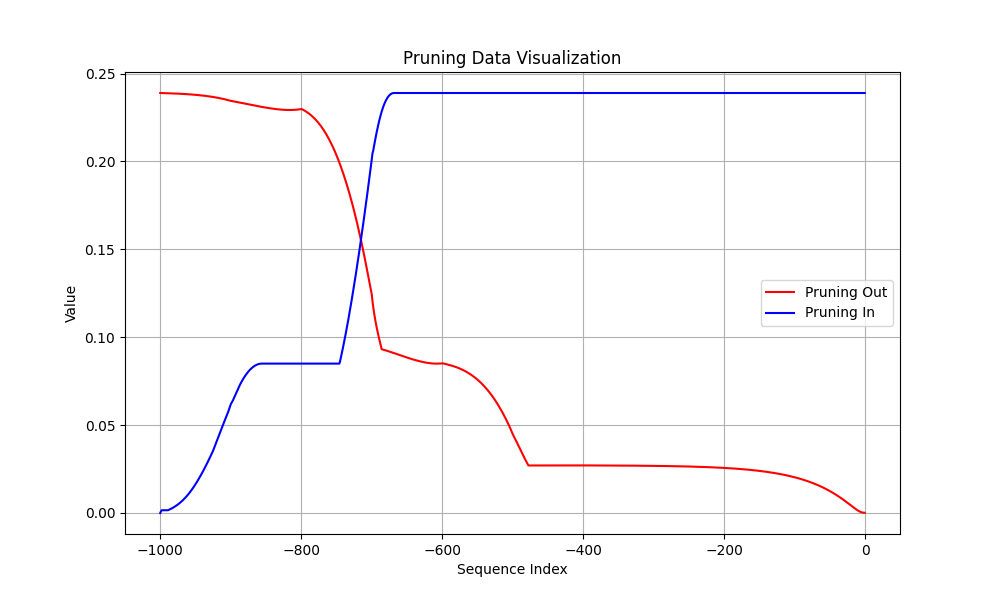 Pruning Data Visualization
Value
0.25
0.20
0.15
0.10
0.05
0.00
Pruning Out
Pruning In
−1000
−800
−600
−400
−200
0
Sequence Index